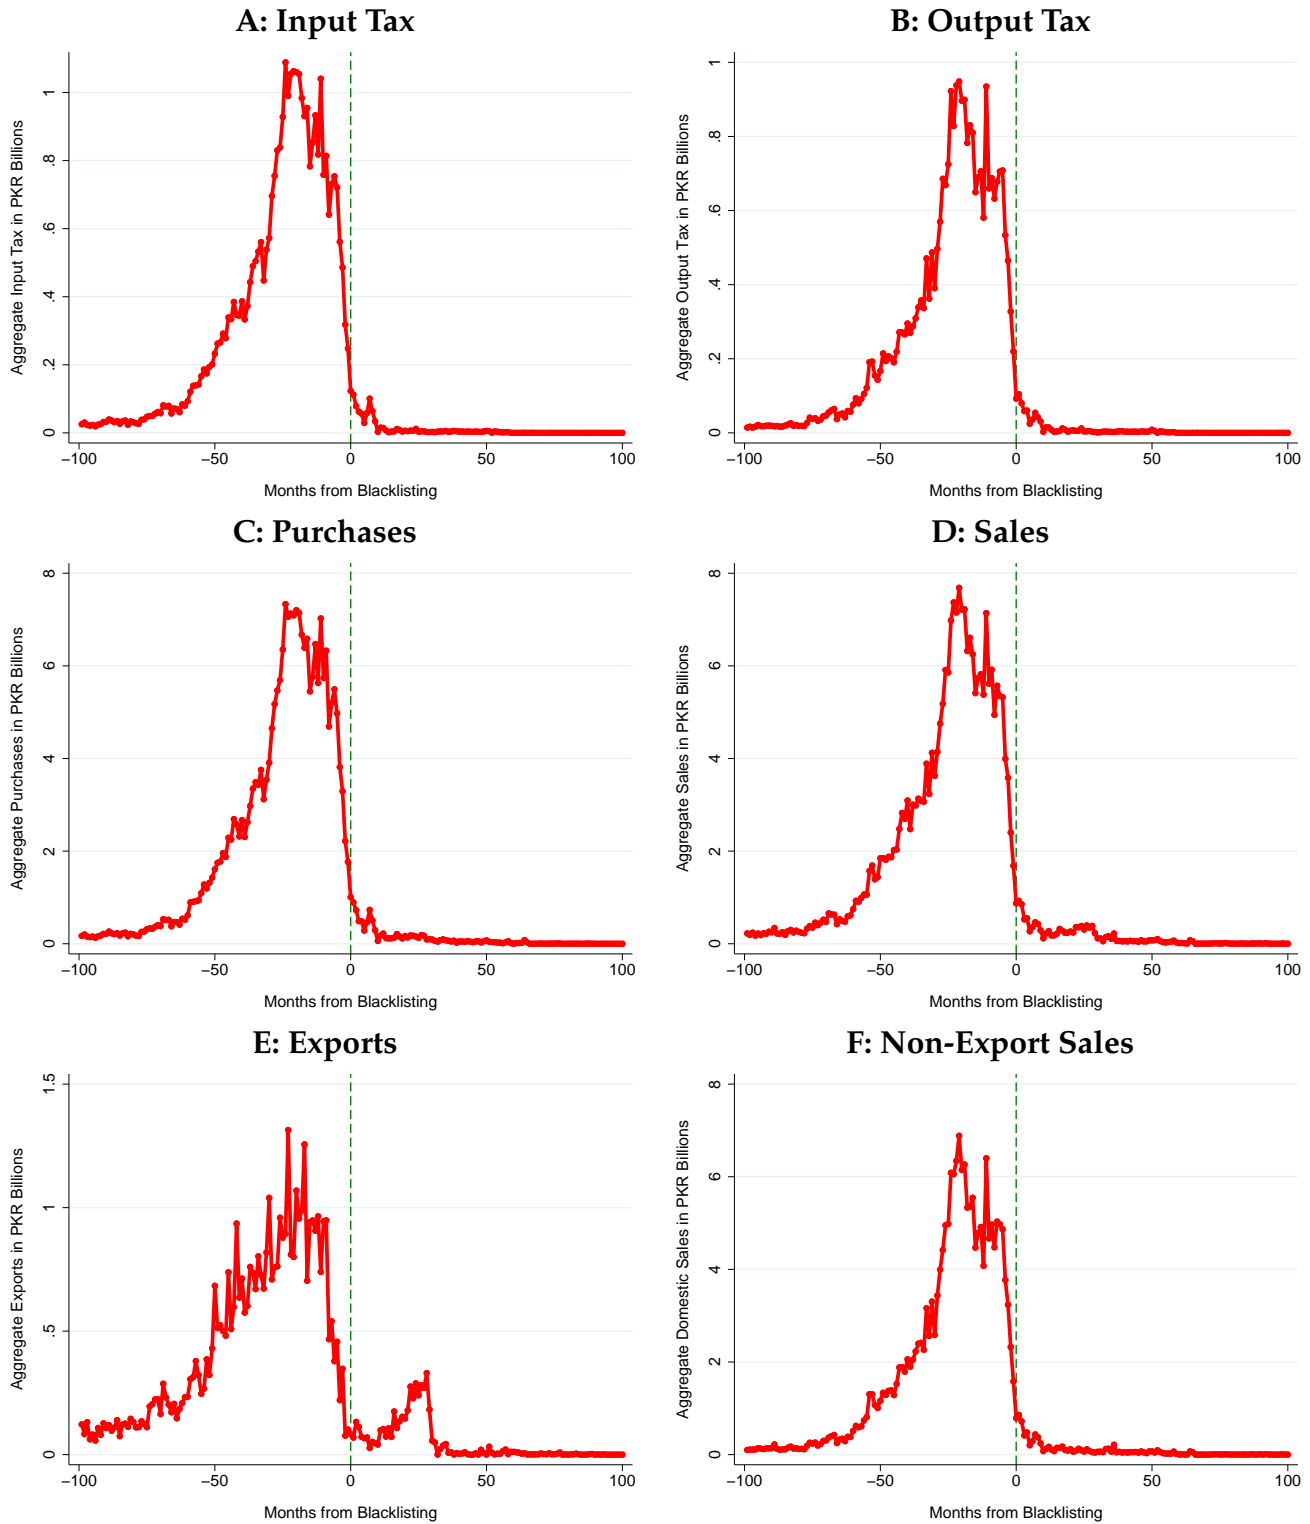 A: Input Tax
Aggregate Input Tax in PKR Billions
0 .2 .4 .6 .8 1
−100 −50 0 50 100
Months from Blacklisting
B: Output Tax
Aggregate Output Tax in PKR Billions
0 .2 .4 .6 .8 1
−100 −50 0 50 100
Months from Blacklisting
C: Purchases
Aggregate Purchases in PKR Billions
0 2 4 6 8
−100 −50 0 50 100
Months from Blacklisting
D: Sales
Aggregate Sales in PKR Billions
0 2 4 6 8
−100 −50 0 50 100
Months from Blacklisting
E: Exports
Aggregate Exports in PKR Billions
0 .5 1 1.5
−100 −50 0 50 100
Months from Blacklisting
F: Non-Export Sales
Aggregate Domestic Sales in PKR Billions
0 2 4 6 8
−100 −50 0 50 100
Months from Blacklisting